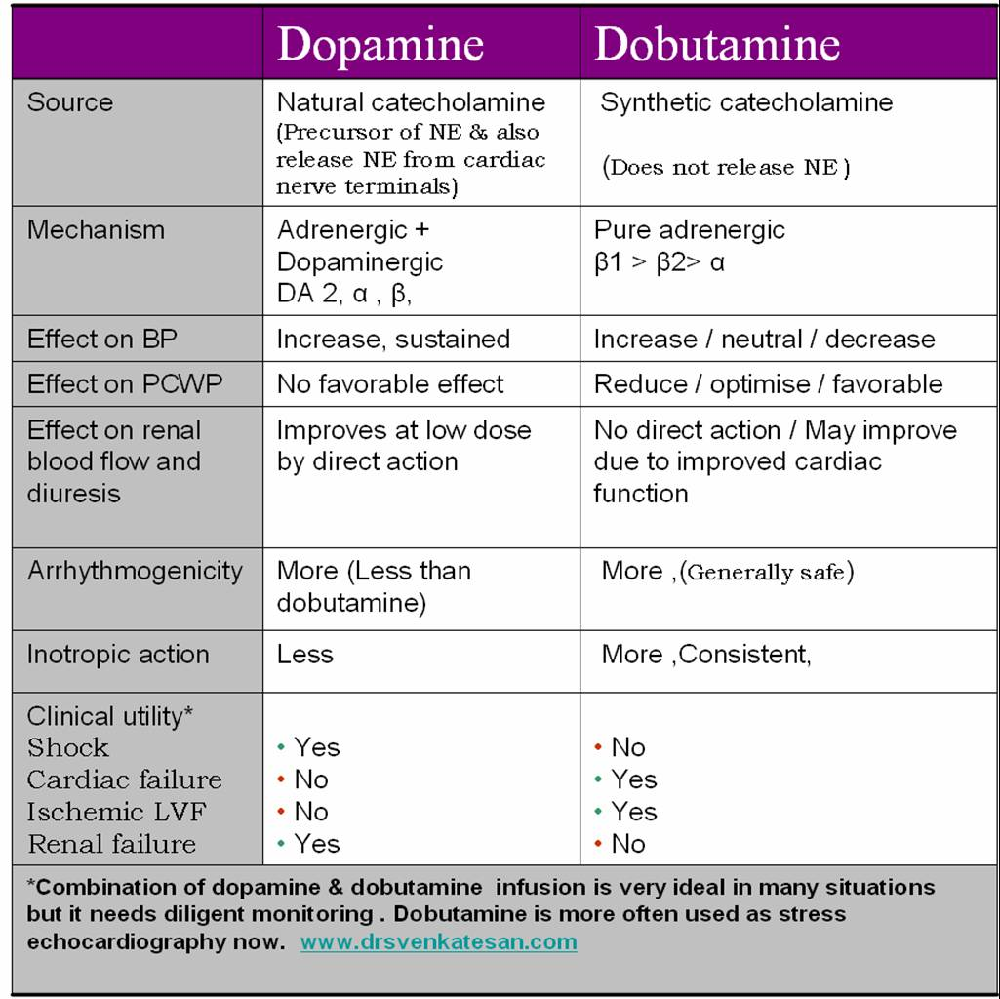 Dopamine Dobutamine
Source
Natural catecholamine
(Precursor of NE & also
release NE from cardiac
nerve terminals)
Synthetic catecholamine
(Does not release NE )
Mechanism
Adrenergic +
Dopaminergic
DA 2, α , β,
Pure adrenergic
β1 > β2> α
Effect on BP
Increase, sustained
Increase / neutral / decrease
Effect on PCWP
No favorable effect
Reduce / optimise / favorable
Effect on renal
blood flow and
diuresis
Improves at low dose
by direct action
No direct action / May improve
due to improved cardiac
function
Arrhythmogenicity
More (Less than
dobutamine)
More ,(Generally safe)
Inotropic action
Less
More ,Consistent,
Clinical utility*
Shock
Cardiac failure
Ischemic LVF
Renal failure
• Yes
• No
• No
• Yes
• No
• Yes
• Yes
• No
*Combination of dopamine & dobutamine infusion is very ideal in many situations
but it needs diligent monitoring . Dobutamine is more often used as stress
echocardiography now. www.drsvenkatesan.com